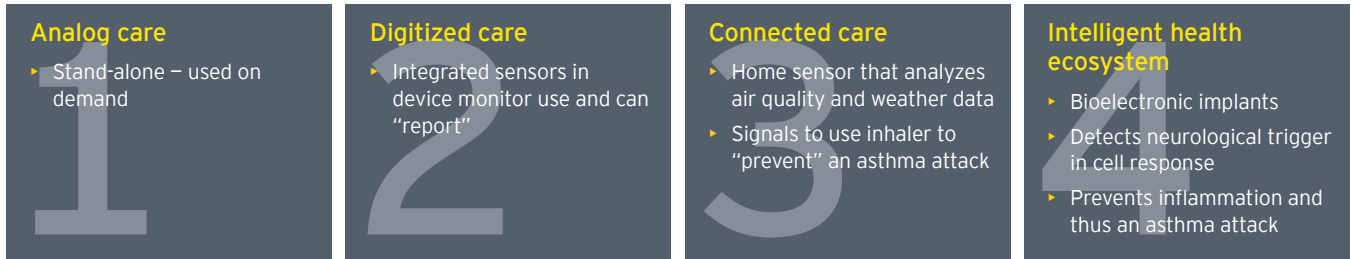 1
Analog care
‣ Stand-alone – used on
demand
2
Digitized care
‣ Integrated sensors in
device monitor use and can
“report”
3
Connected care
‣ Home sensor that analyzes
air quality and weather data
‣ Signals to use inhaler to
“prevent” an asthma attack
4
Intelligent health
ecosystem
‣ Bioelectronic implants
‣ Detects neurological trigger
in cell response
‣ Prevents inflammation and
thus an asthma attack